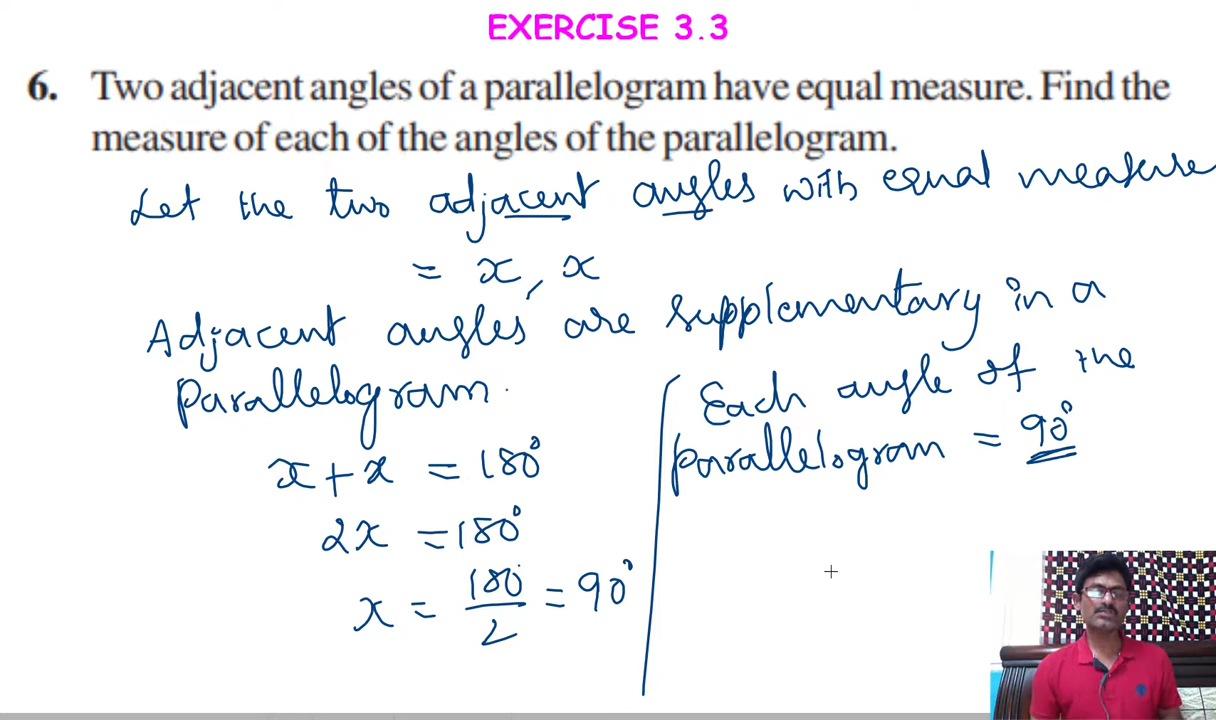 EXERCISE 3.3
6. Two adjacent angles of a parallelogram have equal measure. Find the
measure of each of the angles of the parallelogram.
Let the two adjacent angles with equal measure
= x, x
Adjacent angles are supplementary in a
Parallelogram.
x + x = 180°
2x = 180°
x = 180/2 = 90°
Each angle of the
parallelogram = 90°